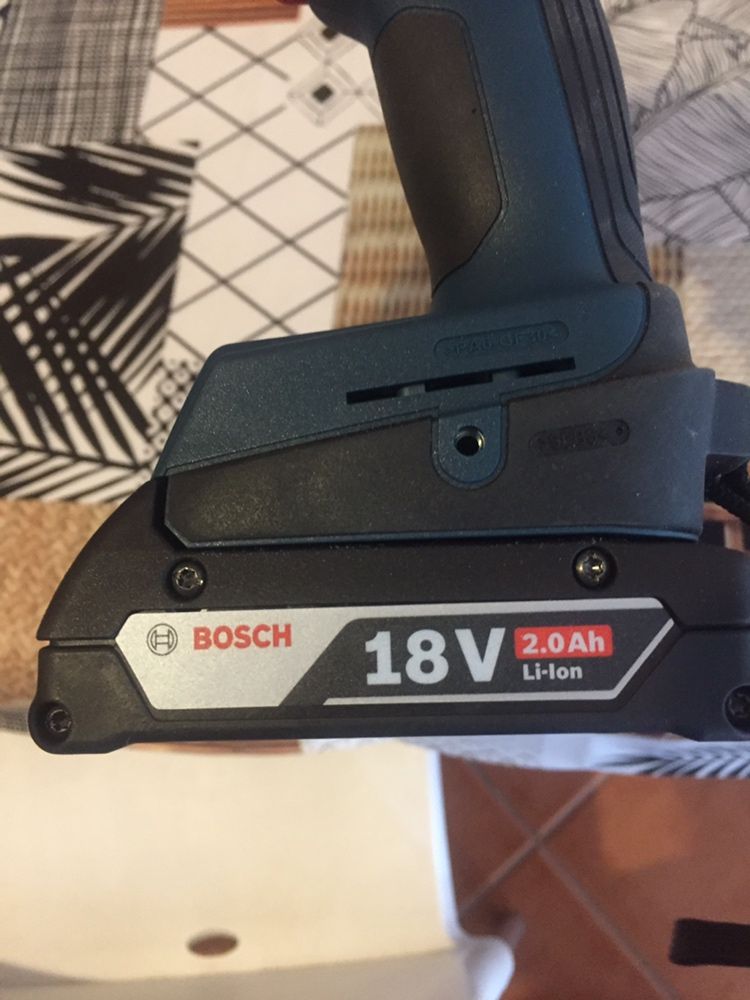 BOSCH
18V
2.0Ah
Li-Ion